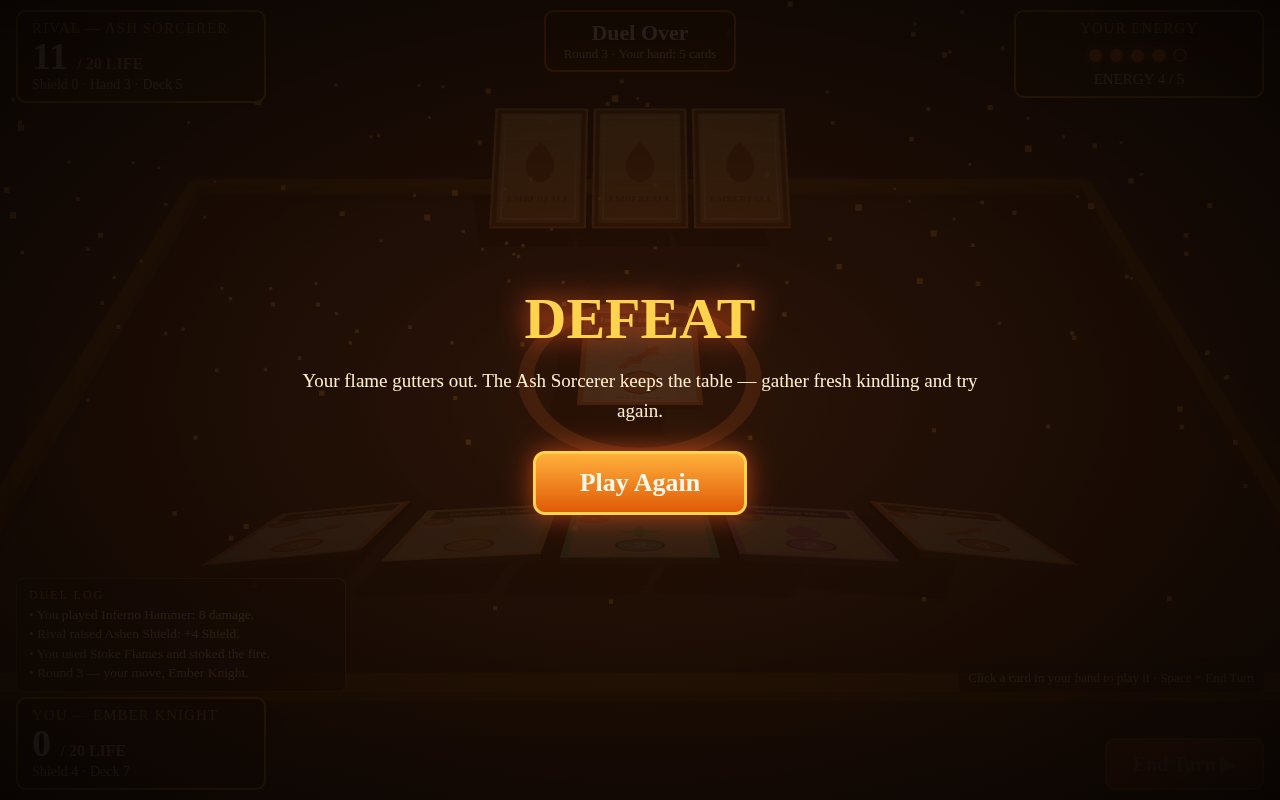 RIVAL — ASH SORCERER
11 / 20 LIFE
Shield 0 · Hand 3 · Deck 5
Duel Over
Round 3 · Your hand: 5 cards
YOUR ENERGY
ENERGY 4 / 5
DEFEAT
Your flame gutters out. The Ash Sorcerer keeps the table — gather fresh kindling and try
again.
Play Again
DUEL LOG
• You played Inferno Hammer: 8 damage.
• Rival raised Ashen Shield: +4 Shield.
• You used Stoke Flames and stoked the fire.
• Round 3 — your move, Ember Knight.
Click a card in your hand to play it · Space = End Turn
YOU — EMBER KNIGHT
0 / 20 LIFE
Shield 4 · Deck 7
End Turn ▶